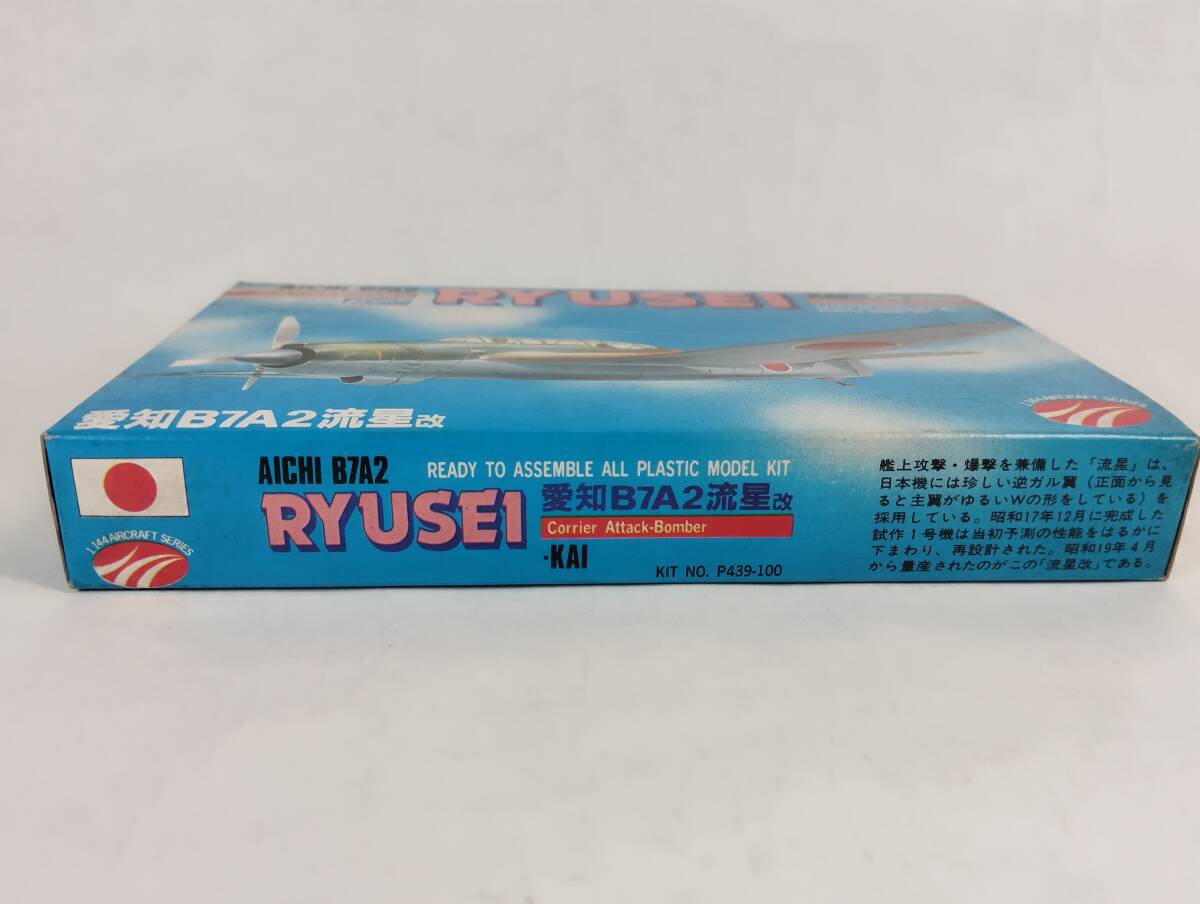 AICHI B7A2
RYUSEI
愛知B7A2流星改
1/144 AIRCRAFT SERIES
AICHI B7A2
READY TO ASSEMBLE ALL PLASTIC MODEL KIT
RYUSEI
愛知B7A2流星改
Corrier Attack-Bomber
・KAI
KIT NO. P439-100
1/144 AIRCRAFT SERIES
艦上攻撃・爆撃を兼備した「流星」は、
日本機には珍しい逆ガル翼（正面から見
ると主翼がゆるいWの形をしている）を
採用している。昭和17年12月に完成した
試作1号機は当初予測の性能をはるかに
下まわり、再設計された。昭和19年4月
から量産されたのがこの「流星改」である。